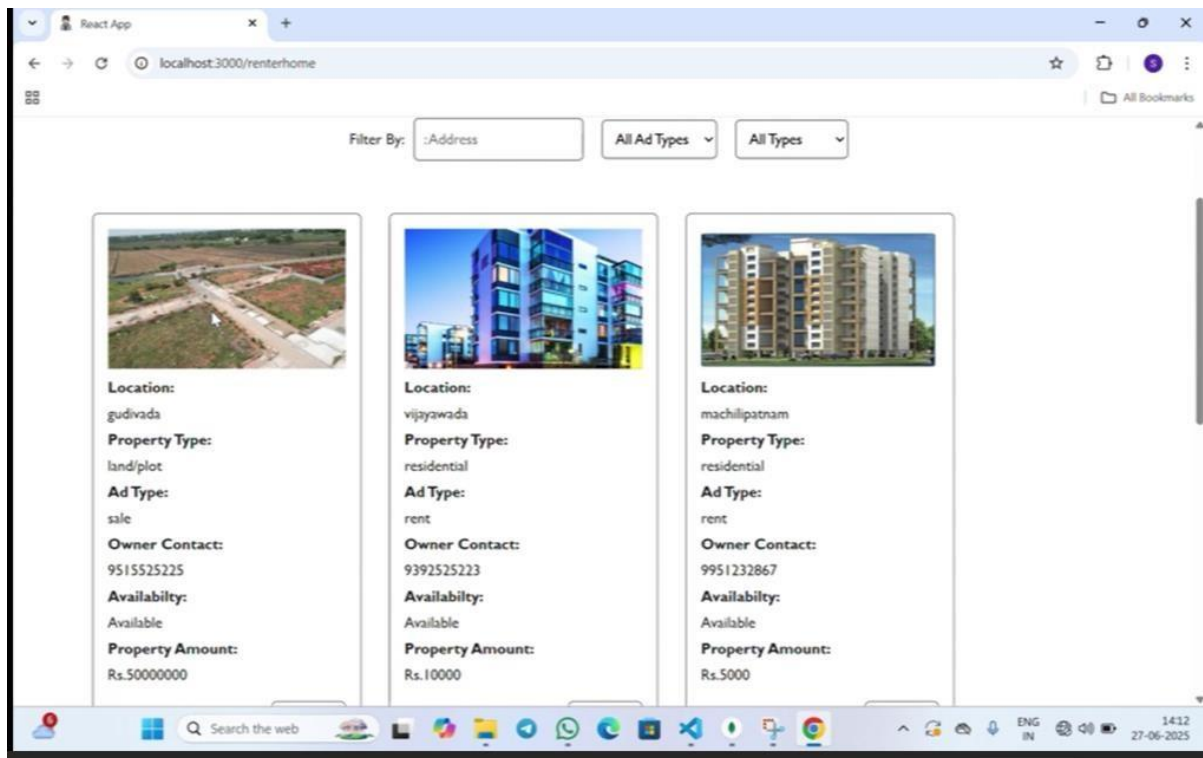 React App
localhost:3000/renterhome
All Bookmarks
Filter By: :Address All Ad Types All Types
Location:
gudivada
Property Type:
land/plot
Ad Type:
sale
Owner Contact:
9515525225
Availabilty:
Available
Property Amount:
Rs.50000000
Location:
vijayawada
Property Type:
residential
Ad Type:
rent
Owner Contact:
9392525223
Availabilty:
Available
Property Amount:
Rs.10000
Location:
machilipatnam
Property Type:
residential
Ad Type:
rent
Owner Contact:
9951232867
Availabilty:
Available
Property Amount:
Rs.5000
6
Search the web
ENG
IN
14:12
27-06-2025
S